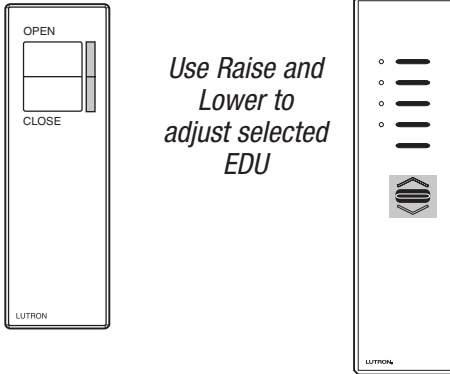 OPEN
CLOSE
LUTRON
Use Raise and
Lower to
adjust selected
EDU
LUTRON